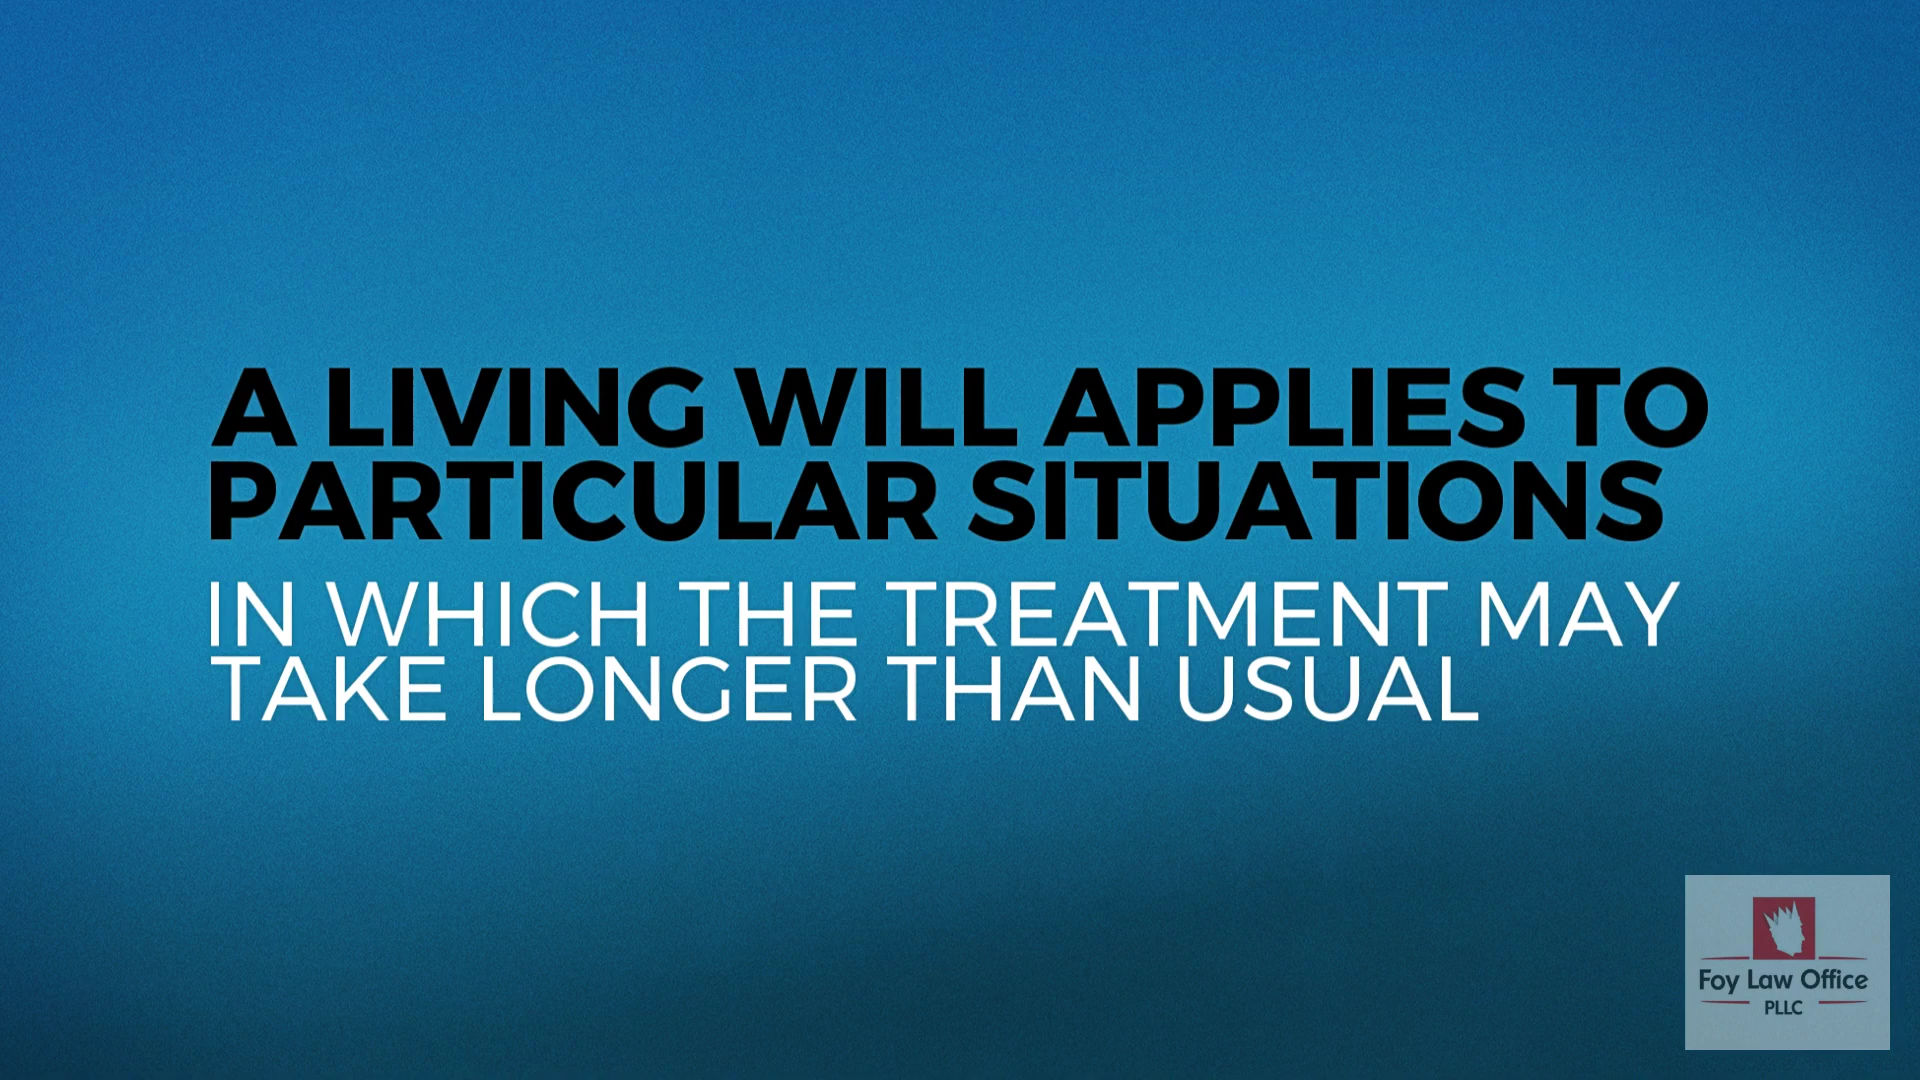 A LIVING WILL APPLIES TO
PARTICULAR SITUATIONS
IN WHICH THE TREATMENT MAY
TAKE LONGER THAN USUAL
Foy Law Office
PLLC